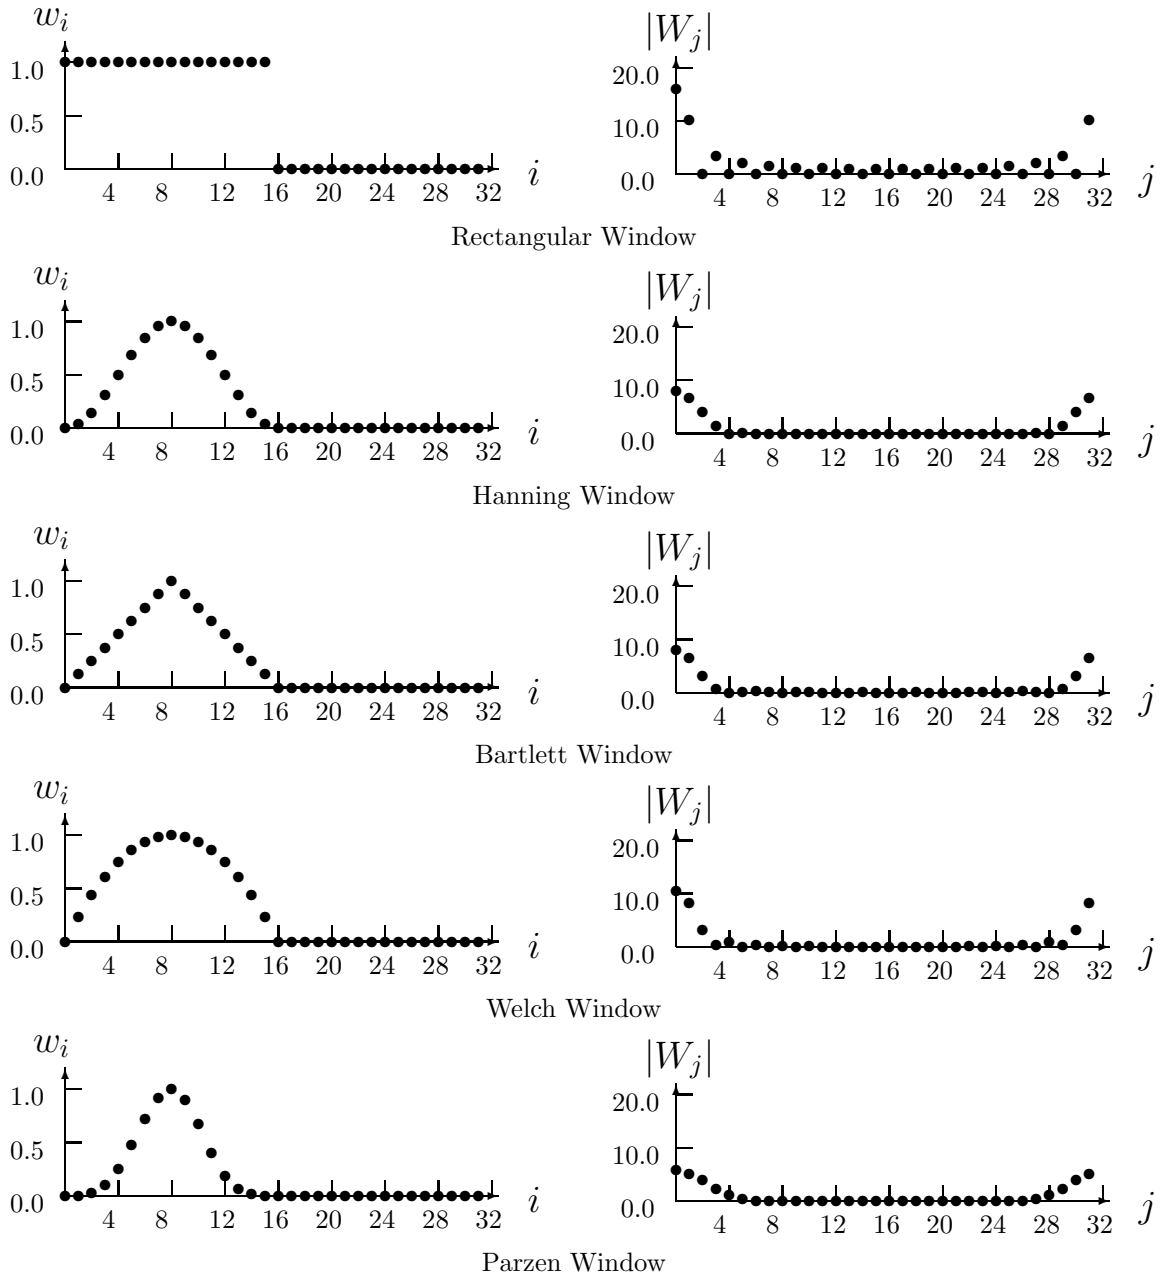 w_i
|W_j|
1.0
0.5
0.0
4 8 12 16 20 24 28 32 i
20.0
10.0
0.0
4 8 12 16 20 24 28 32 j
Rectangular Window
w_i
|W_j|
1.0
0.5
0.0
4 8 12 16 20 24 28 32 i
20.0
10.0
0.0
4 8 12 16 20 24 28 32 j
Hanning Window
w_i
|W_j|
1.0
0.5
0.0
4 8 12 16 20 24 28 32 i
20.0
10.0
0.0
4 8 12 16 20 24 28 32 j
Bartlett Window
w_i
|W_j|
1.0
0.5
0.0
4 8 12 16 20 24 28 32 i
20.0
10.0
0.0
4 8 12 16 20 24 28 32 j
Welch Window
w_i
|W_j|
1.0
0.5
0.0
4 8 12 16 20 24 28 32 i
20.0
10.0
0.0
4 8 12 16 20 24 28 32 j
Parzen Window